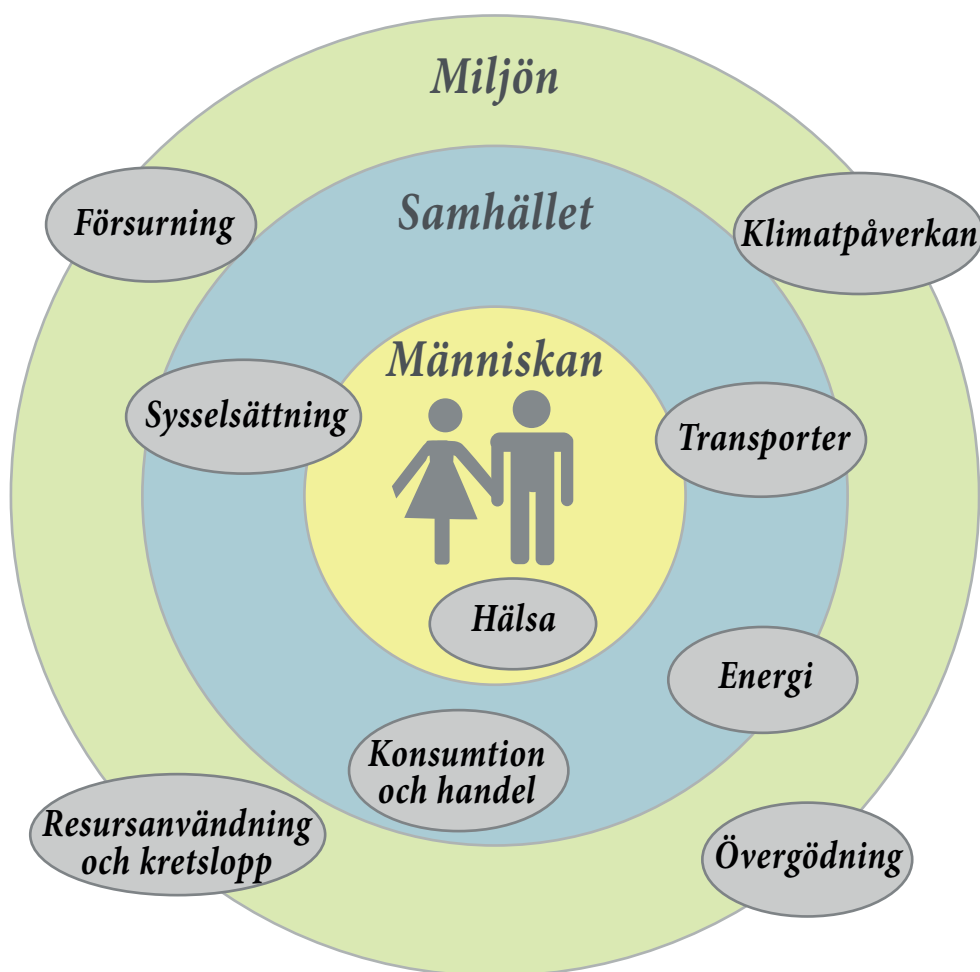 Miljön
Samhället
Försurning
Klimatpåverkan
Människan
Sysselsättning
Transporter
Hälsa
Energi
Konsumtion
och handel
Resursanvändning
och kretslopp
Övergödning